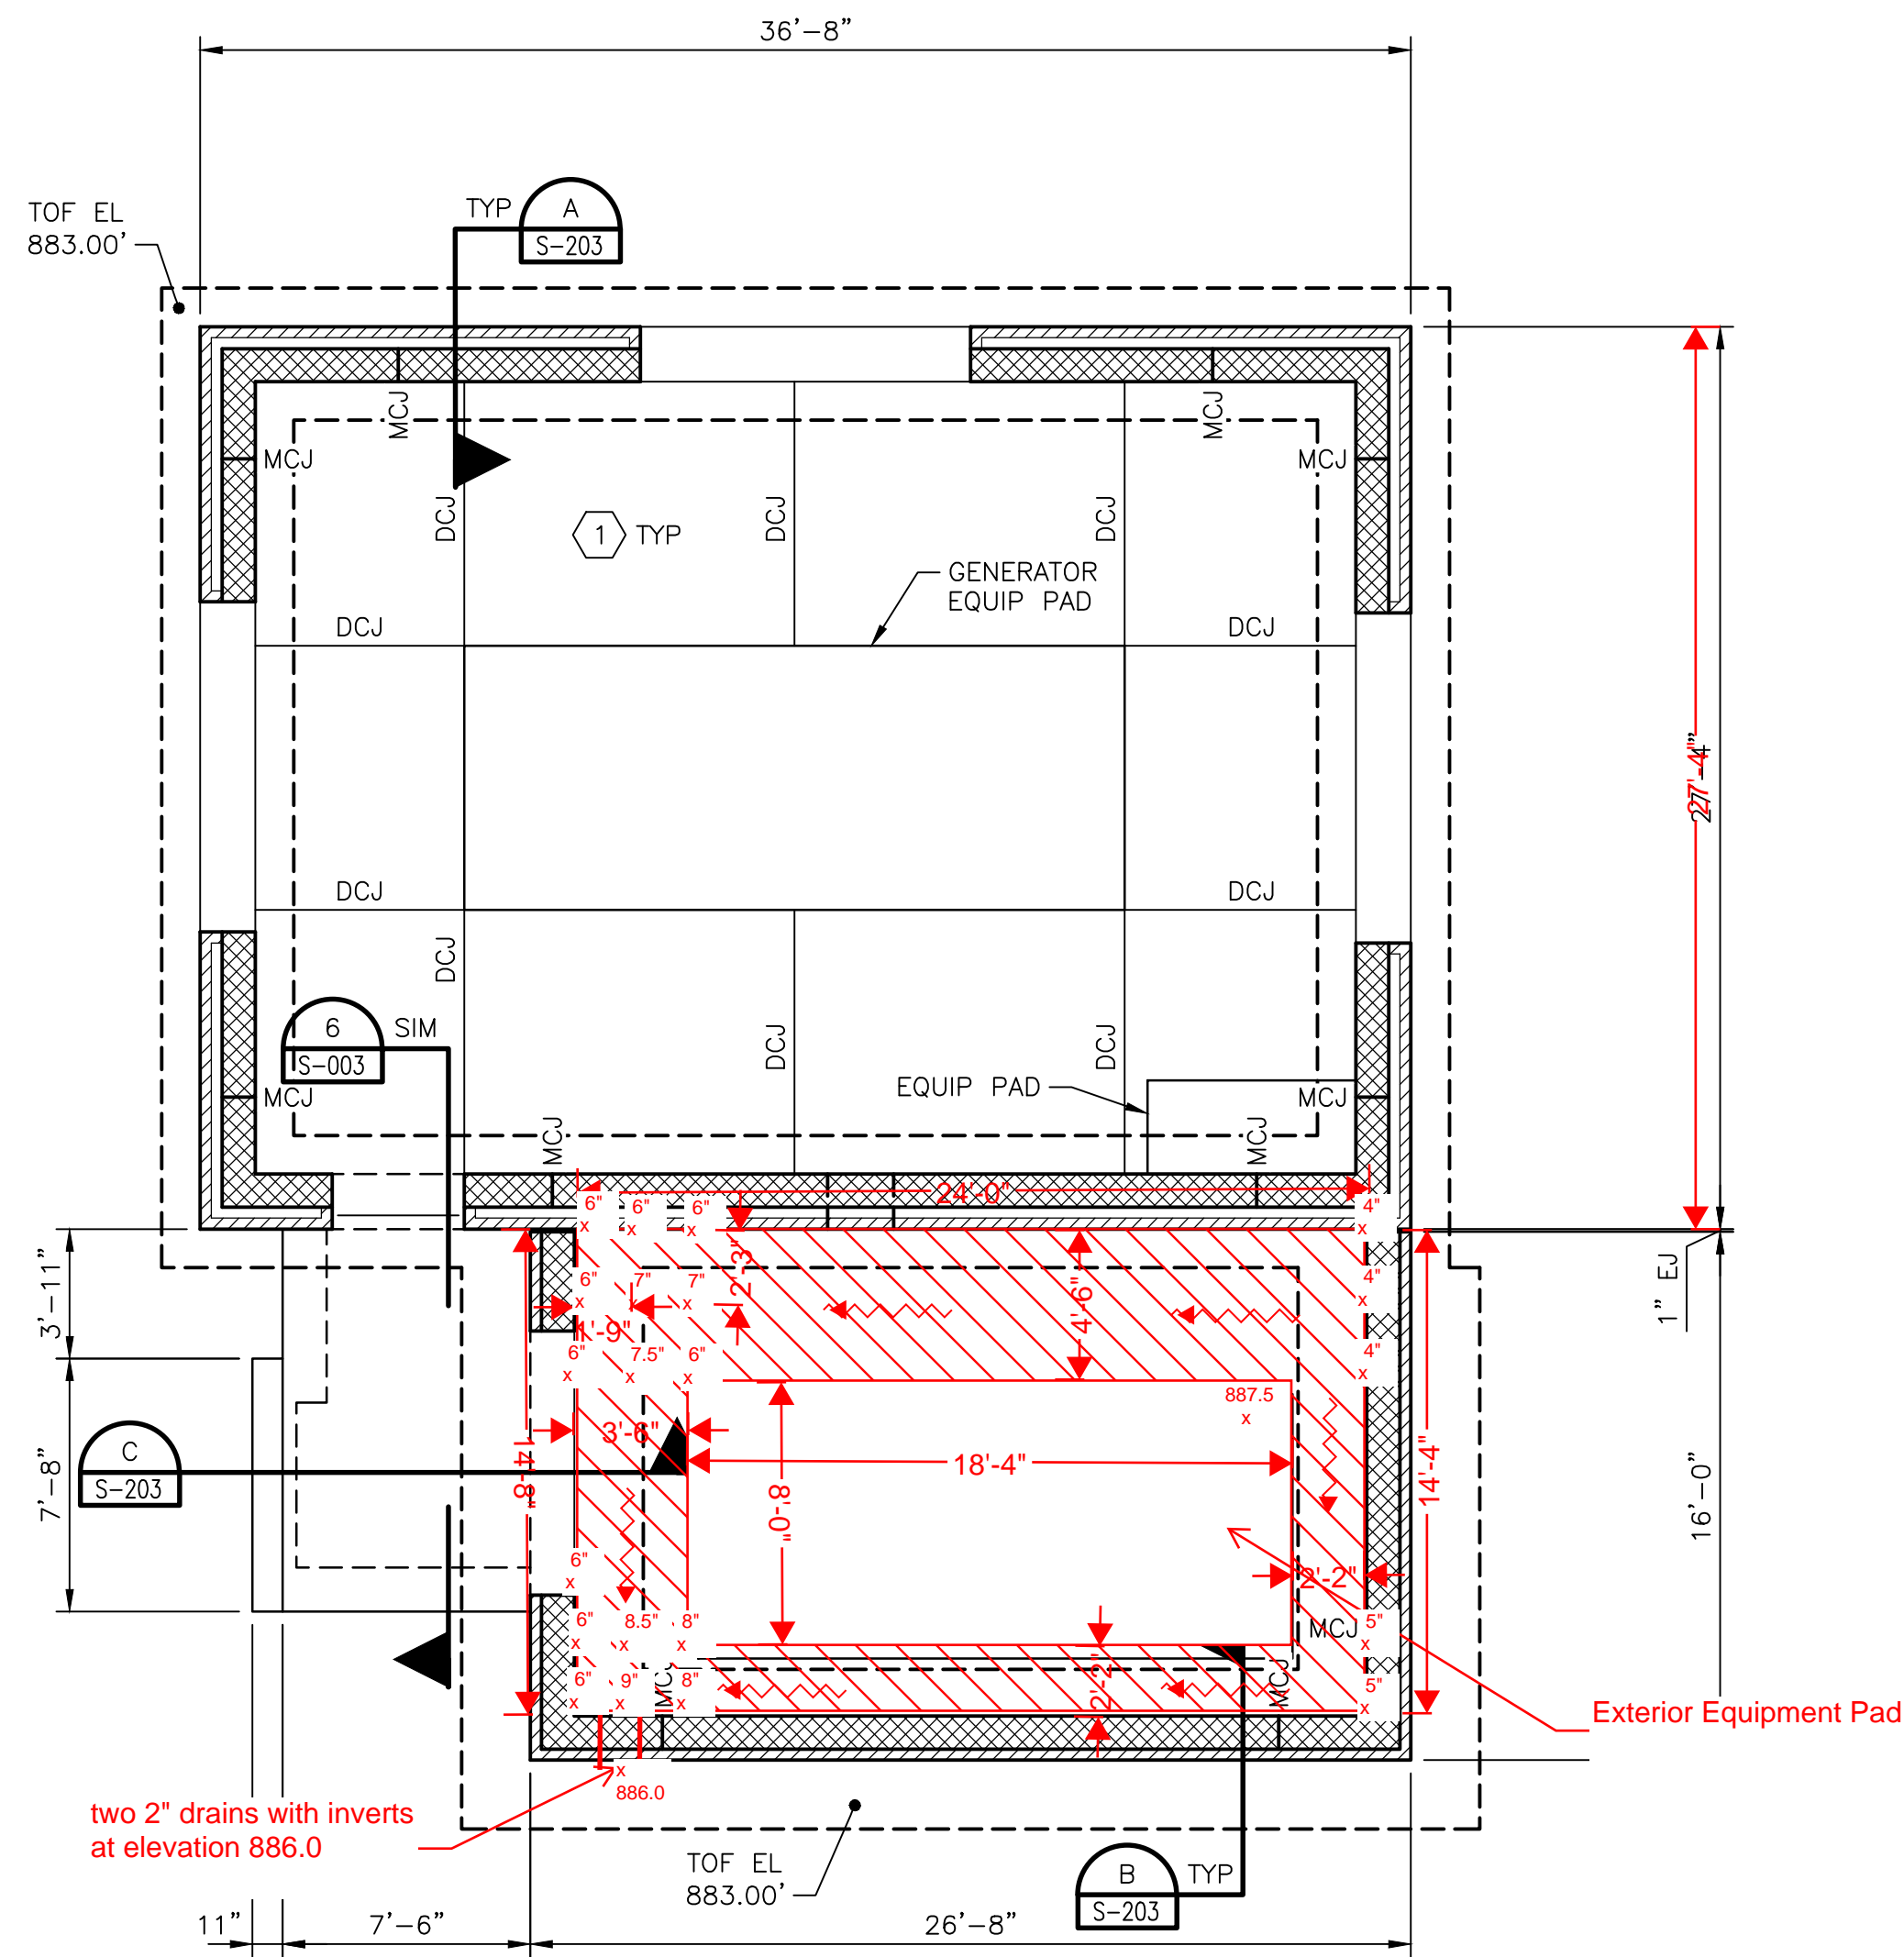 36'-8"
TOF EL
883.00'
TYP
A
S-203
MCJ
MCJ
MCJ
MCJ
DCJ
DCJ
DCJ
1
TYP
GENERATOR
EQUIP PAD
DCJ
DCJ
27'-4"
27'-4"
DCJ
DCJ
DCJ
6
S-003
SIM
DCJ
DCJ
EQUIP PAD
MCJ
MCJ
MCJ
MCJ
24'-0"
6"
x
6"
x
6"
x
4"
x
3'-11"
2'-3"
4'-6"
1" EJ
6"
x
7"
x
7"
x
4"
x
1'-9"
6"
x
7.5"
x
6"
x
4"
x
887.5
x
C
S-203
7'-8"
14'-8"
3'-6"
18'-4"
8'-0"
14'-4"
16'-0"
6"
x
2'-2"
6"
x
8.5"
x
8"
x
MCJ
5"
x
6"
x
9"
x
MCJ
8"
x
2'-2"
MCJ
5"
x
Exterior Equipment Pad
x
886.0
two 2" drains with inverts
at elevation 886.0
TOF EL
883.00'
B
S-203
TYP
11"
7'-6"
26'-8"